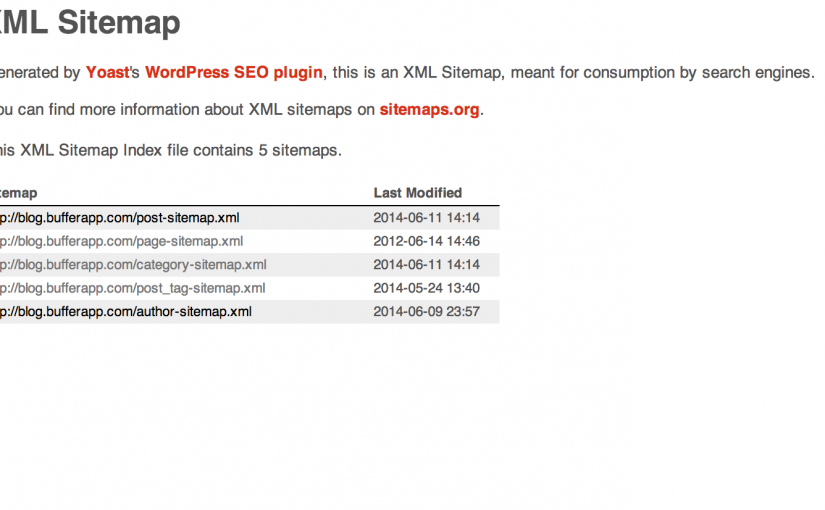 XML Sitemap
enerated by Yoast's WordPress SEO plugin, this is an XML Sitemap, meant for consumption by search engines.
ou can find more information about XML sitemaps on sitemaps.org.
his XML Sitemap Index file contains 5 sitemaps.
temap Last Modified
p://blog.bufferapp.com/post-sitemap.xml 2014-06-11 14:14
p://blog.bufferapp.com/page-sitemap.xml 2012-06-14 14:46
p://blog.bufferapp.com/category-sitemap.xml 2014-06-11 14:14
p://blog.bufferapp.com/post_tag-sitemap.xml 2014-05-24 13:40
p://blog.bufferapp.com/author-sitemap.xml 2014-06-09 23:57